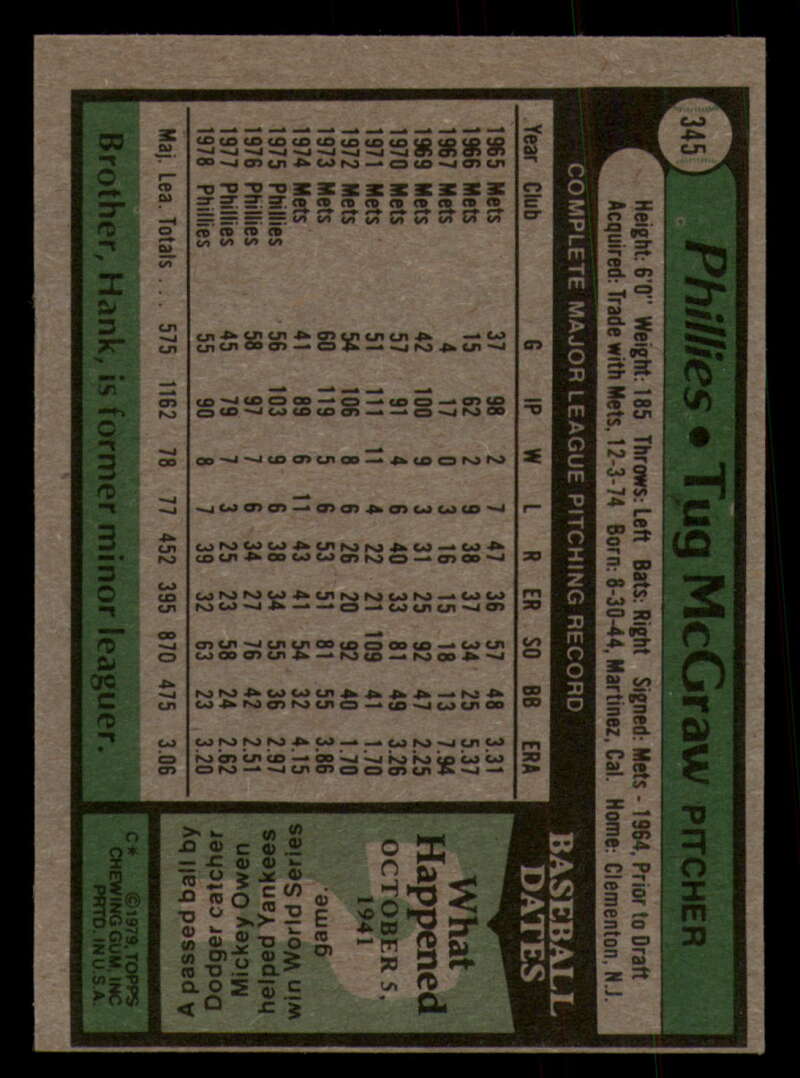 345
Phillies • Tug McGraw PITCHER
Height: 6'0" Weight: 185 Throws: Left Bats: Right Signed: Mets - 1964, Prior to Draft
Acquired: Trade with Mets, 12-3-74 Born: 8-30-44, Martinez, Cal. Home: Clementon, N.J.
COMPLETE MAJOR LEAGUE PITCHING RECORD
Year Club G IP W L R ER SO BB ERA
1965 Mets 37 98 2 7 47 36 57 48 3.31
1966 Mets 15 62 2 9 38 37 34 25 5.37
1967 Mets 4 17 0 3 16 15 18 13 7.94
1969 Mets 42 100 9 3 31 25 92 47 2.25
1970 Mets 57 91 4 6 40 33 81 49 3.26
1971 Mets 51 111 11 4 22 21 109 41 1.70
1972 Mets 54 106 8 6 26 20 92 40 1.70
1973 Mets 60 119 5 6 53 51 81 55 3.86
1974 Mets 41 89 6 11 43 41 54 32 4.15
1975 Phillies 56 103 9 6 38 34 55 36 2.97
1976 Phillies 58 97 7 6 34 27 76 42 2.51
1977 Phillies 45 79 7 3 25 23 58 24 2.62
1978 Phillies 55 90 8 7 39 32 63 23 3.20
Maj. Lea. Totals . . . 575 1162 78 77 452 395 870 475 3.06
Brother, Hank, is former minor leaguer.
BASEBALL
DATES
What
Happened
OCTOBER 5,
1941
A passed ball by
Dodger catcher
Mickey Owen
helped Yankees
win World Series
game.
C* ©1979, TOPPS
CHEWING GUM, INC
PRTD. IN U.S.A.